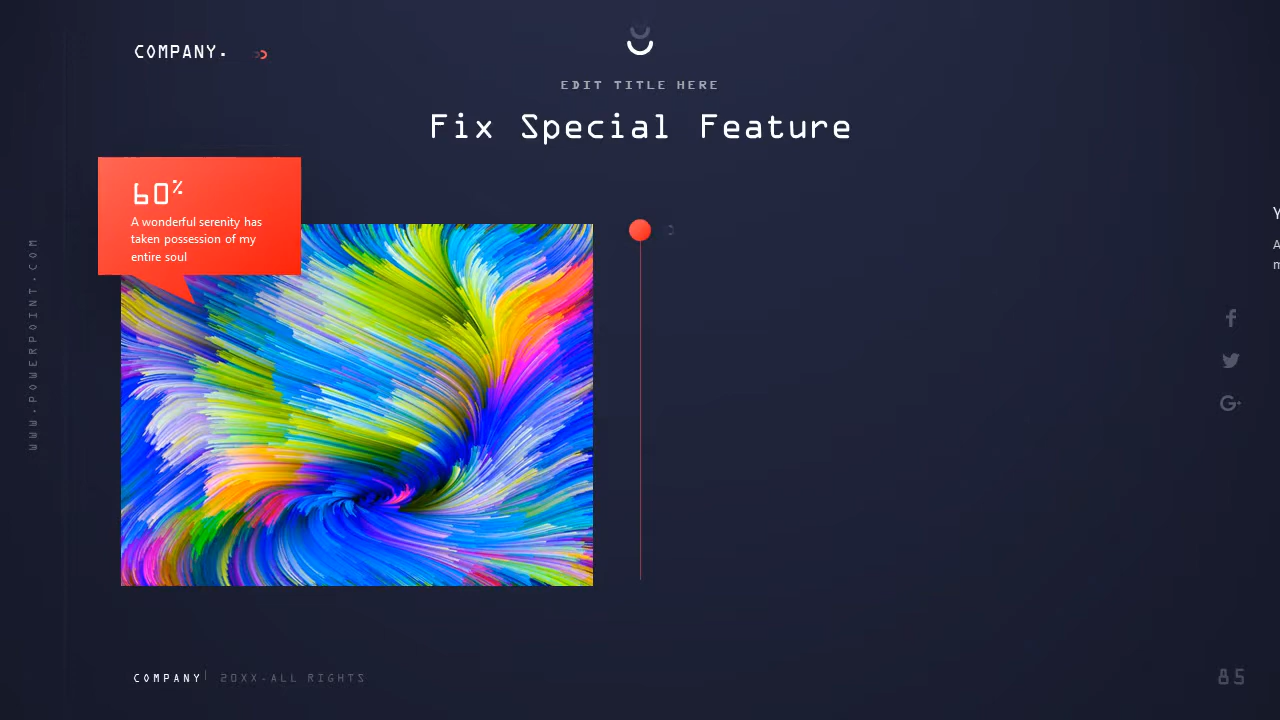 COMPANY.
EDIT TITLE HERE
Fix Special Feature
60%
A wonderful serenity has
taken possession of my
entire soul
WWW.POWERPOINT.COM
COMPANY
20XX-ALL RIGHTS
85